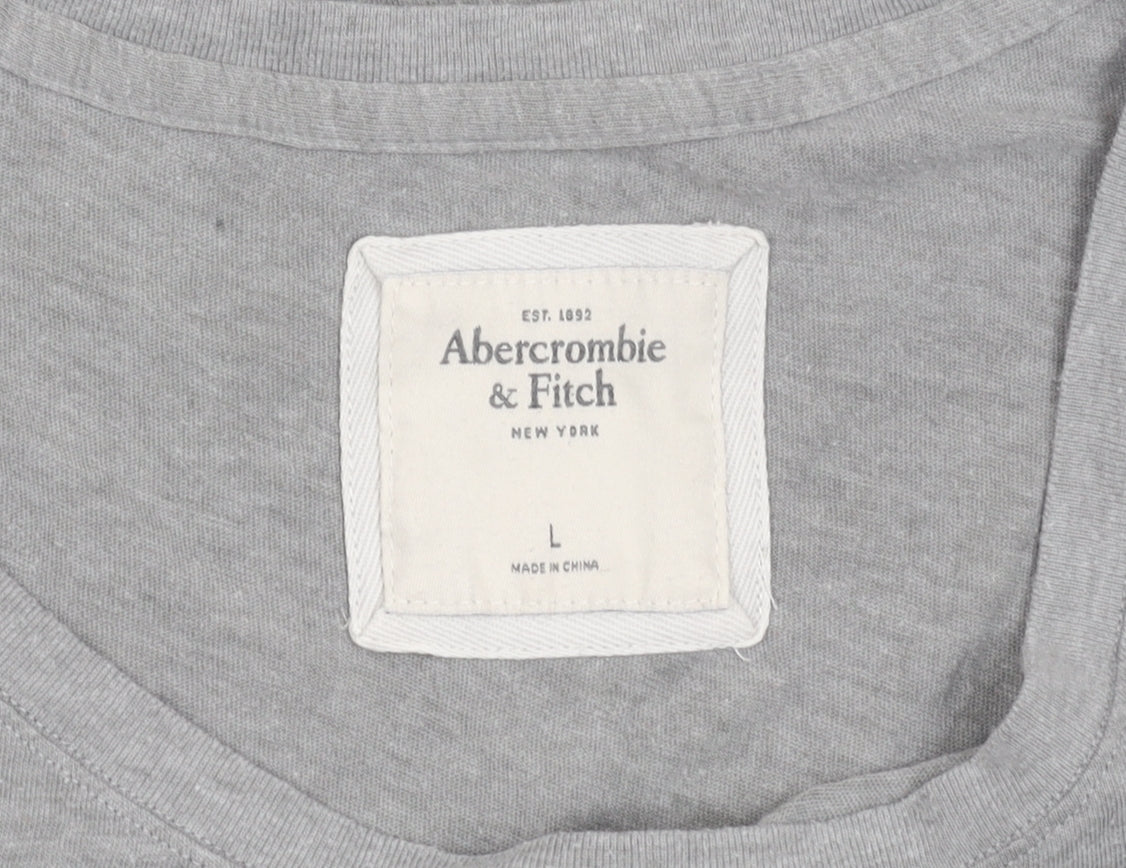 EST. 1892
Abercrombie
& Fitch
NEW YORK
L
MADE IN CHINA